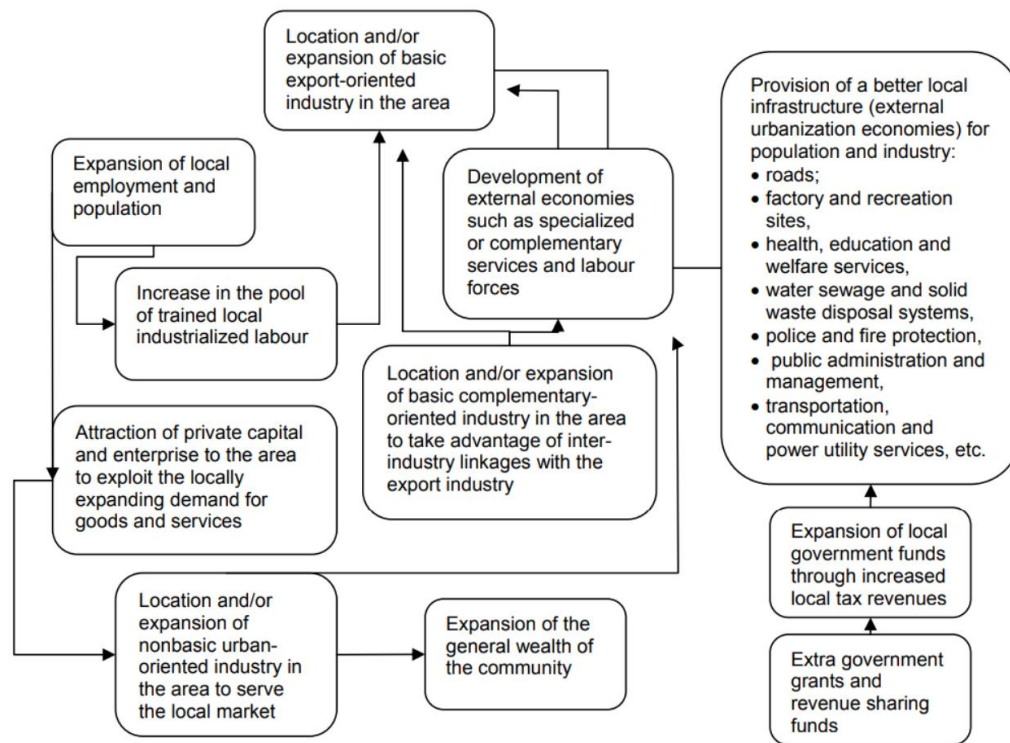 Location and/or
expansion of basic
export-oriented
industry in the area
Expansion of local
employment and
population
Increase in the pool
of trained local
industrialized labour
Development of
external economies
such as specialized
or complementary
services and labour
forces
Provision of a better local
infrastructure (external
urbanization economies) for
population and industry:
• roads;
• factory and recreation
sites,
• health, education and
welfare services,
• water sewage and solid
waste disposal systems,
• police and fire protection,
• public administration and
management,
• transportation,
communication and
power utility services, etc.
Location and/or expansion
of basic complementary-
oriented industry in the area
to take advantage of inter-
industry linkages with the
export industry
Attraction of private capital
and enterprise to the area
to exploit the locally
expanding demand for
goods and services
Location and/or
expansion of
nonbasic urban-
oriented industry in
the area to serve
the local market
Expansion of the
general wealth of
the community
Expansion of local
government funds
through increased
local tax revenues
Extra government
grants and
revenue sharing
funds